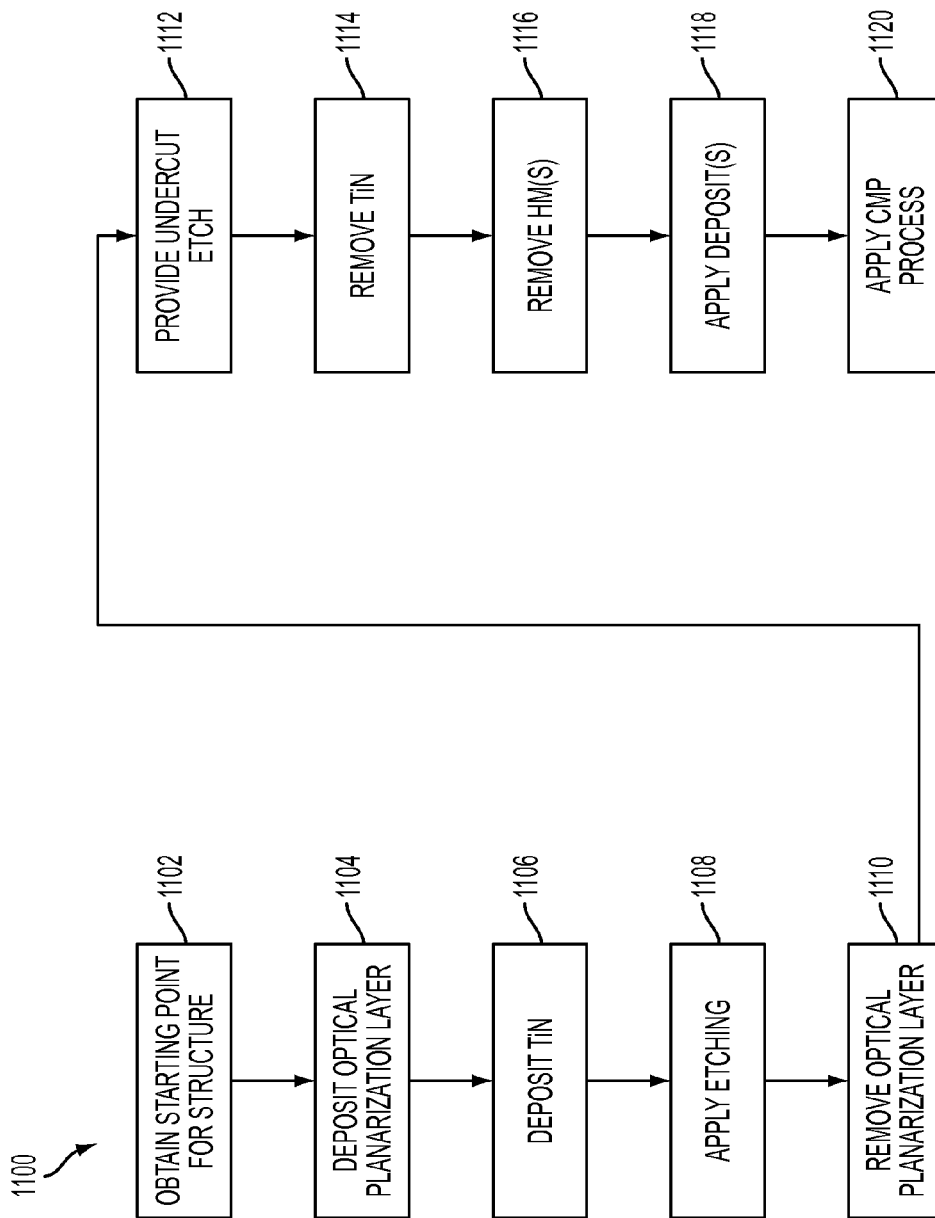 1100
OBTAIN STARTING POINT
FOR STRUCTURE
1102
DEPOSIT OPTICAL
PLANARIZATION LAYER
1104
DEPOSIT TiN
1106
APPLY ETCHING
1108
REMOVE OPTICAL
PLANARIZATION LAYER
1110
PROVIDE UNDERCUT
ETCH
1112
REMOVE TiN
1114
REMOVE HM(S)
1116
APPLY DEPOSIT(S)
1118
APPLY CMP
PROCESS
1120